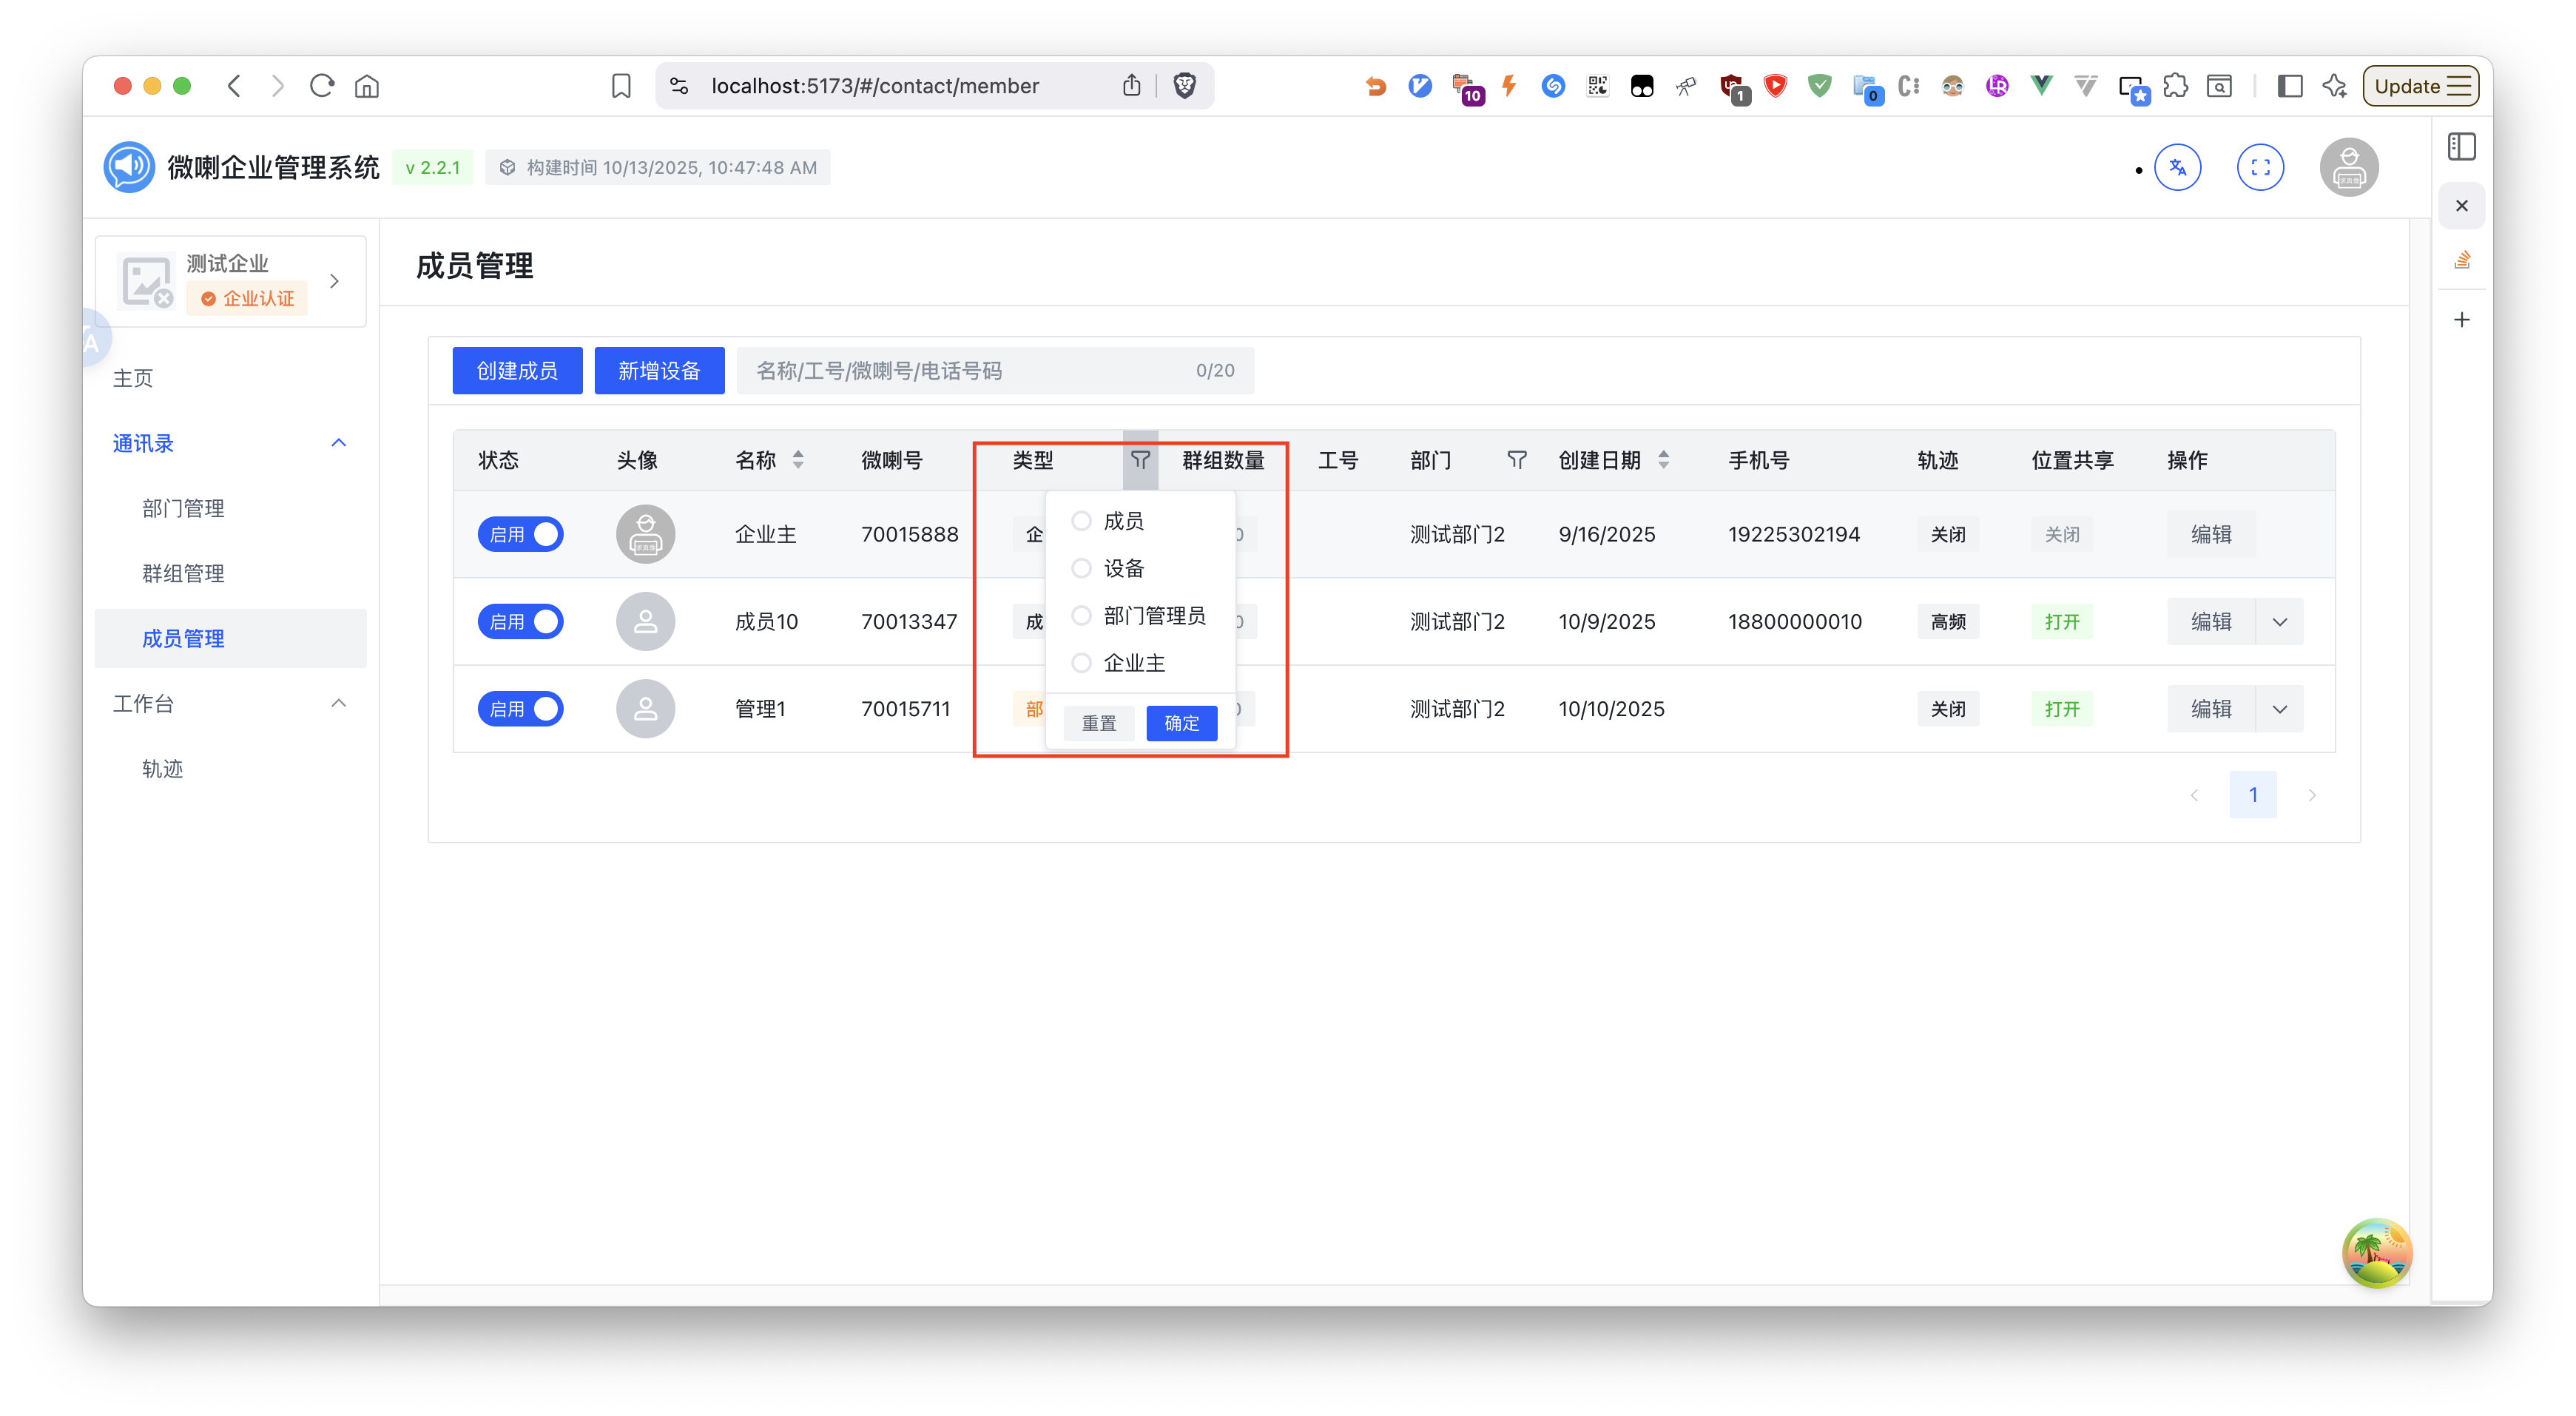 localhost:5173/#/contact/member
10
1
0
Update
微喇企业管理系统
v 2.2.1
构建时间 10/13/2025, 10:47:48 AM
测试企业
企业认证
主页
通讯录
部门管理
群组管理
成员管理
工作台
轨迹
成员管理
创建成员
新增设备
名称/工号/微喇号/电话号码
0/20
状态 头像 名称 微喇号 类型 群组数量 工号 部门 创建日期 手机号 轨迹 位置共享 操作
启用 企业主 70015888 企 测试部门2 9/16/2025 19225302194 关闭 关闭 编辑
启用 成员10 70013347 成 测试部门2 10/9/2025 18800000010 高频 打开 编辑
启用 管理1 70015711 部 测试部门2 10/10/2025 关闭 打开 编辑
成员
设备
部门管理员
企业主
重置
确定
1